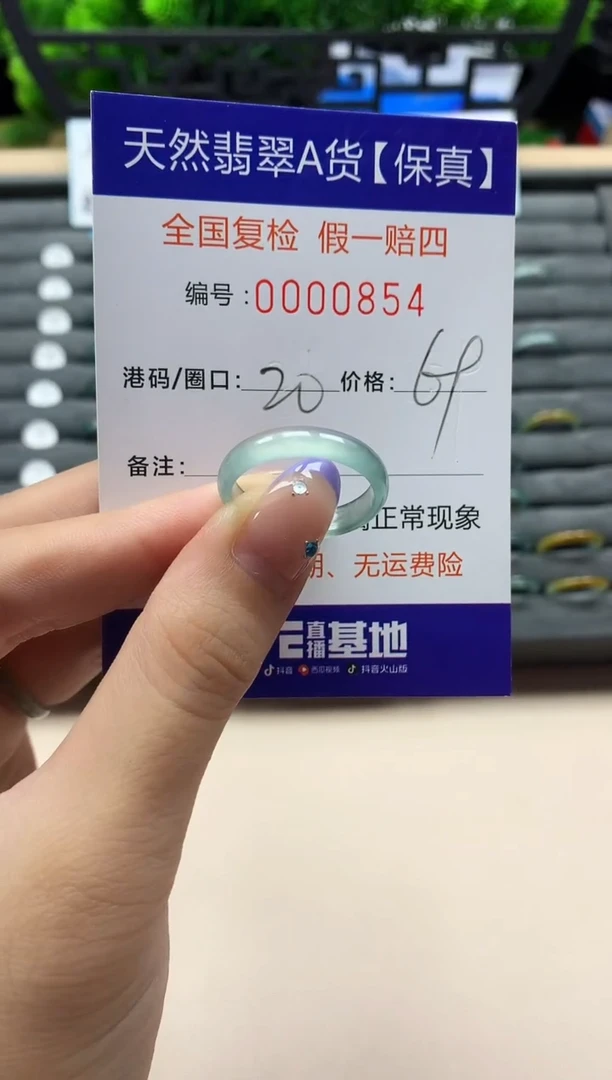 天然翡翠A货【保真】
全国复检 假一赔四
编号:0000854
港码/圈口: 20 价格: 69
备注:
正常现象
、无运费险
E直播基地
抖音 西瓜视频 抖音火山版